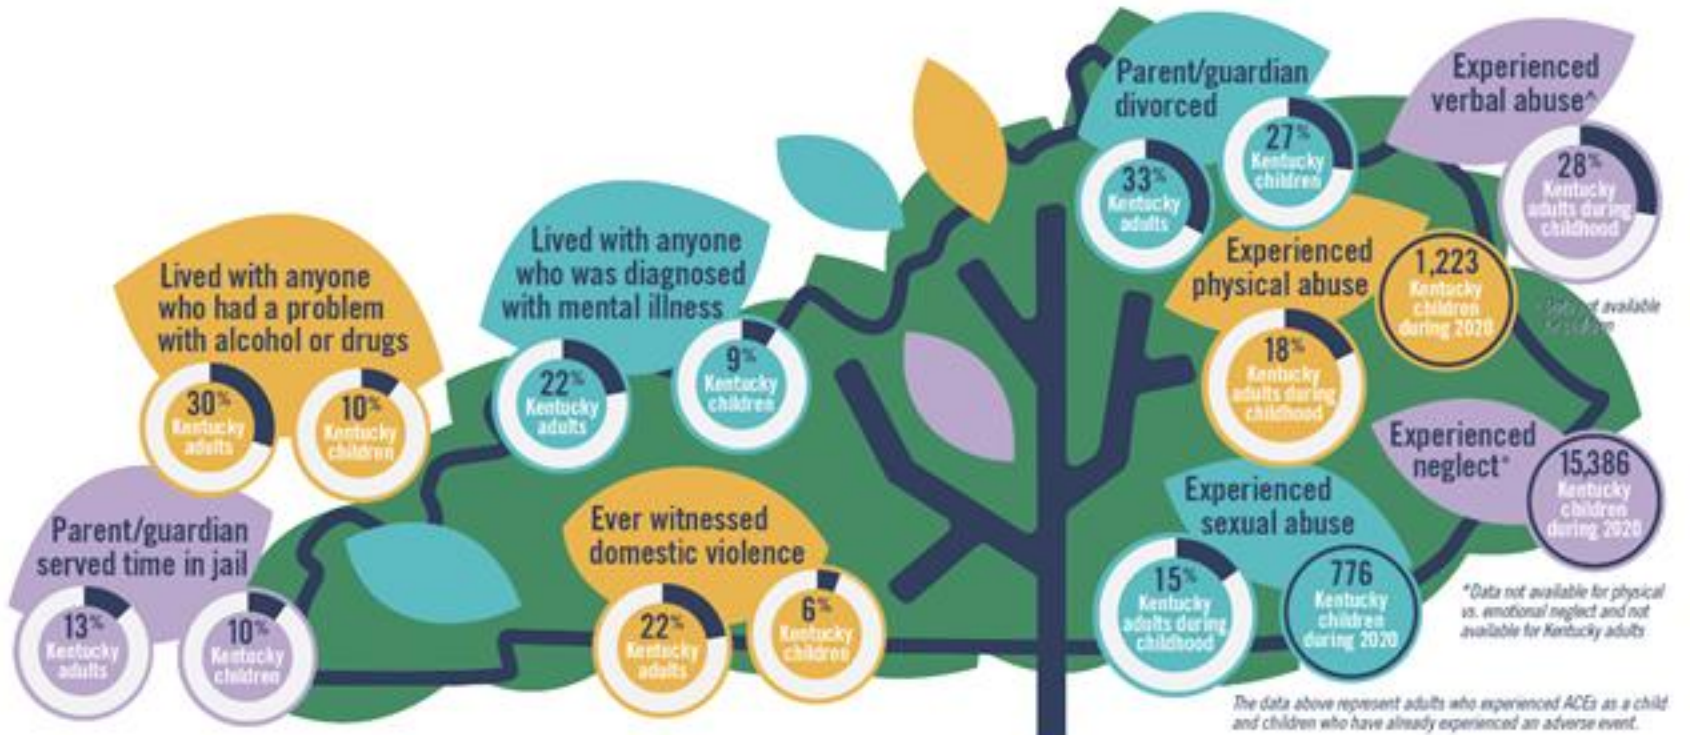 Parent/guardian
divorced
33%
Kentucky
adults
27%
Kentucky
children
Experienced
verbal abuse^
28%
Kentucky
adults during
childhood
available
Lived with anyone
who had a problem
with alcohol or drugs
30%
Kentucky
adults
10%
Kentucky
children
Lived with anyone
who was diagnosed
with mental illness
22%
Kentucky
adults
9%
Kentucky
children
Experienced
physical abuse
18%
Kentucky
adults during
childhood
1,223
Kentucky
children
during 2020
Experienced
neglect*
15,386
Kentucky
children
during 2020
*Data not available for physical
vs. emotional neglect and not
available for Kentucky adults
Parent/guardian
served time in jail
13%
Kentucky
adults
10%
Kentucky
children
Ever witnessed
domestic violence
22%
Kentucky
adults
6%
Kentucky
children
Experienced
sexual abuse
15%
Kentucky
adults during
childhood
776
Kentucky
children
during 2020
The data above represent adults who experienced ACEs as a child
and children who have already experienced an adverse event.